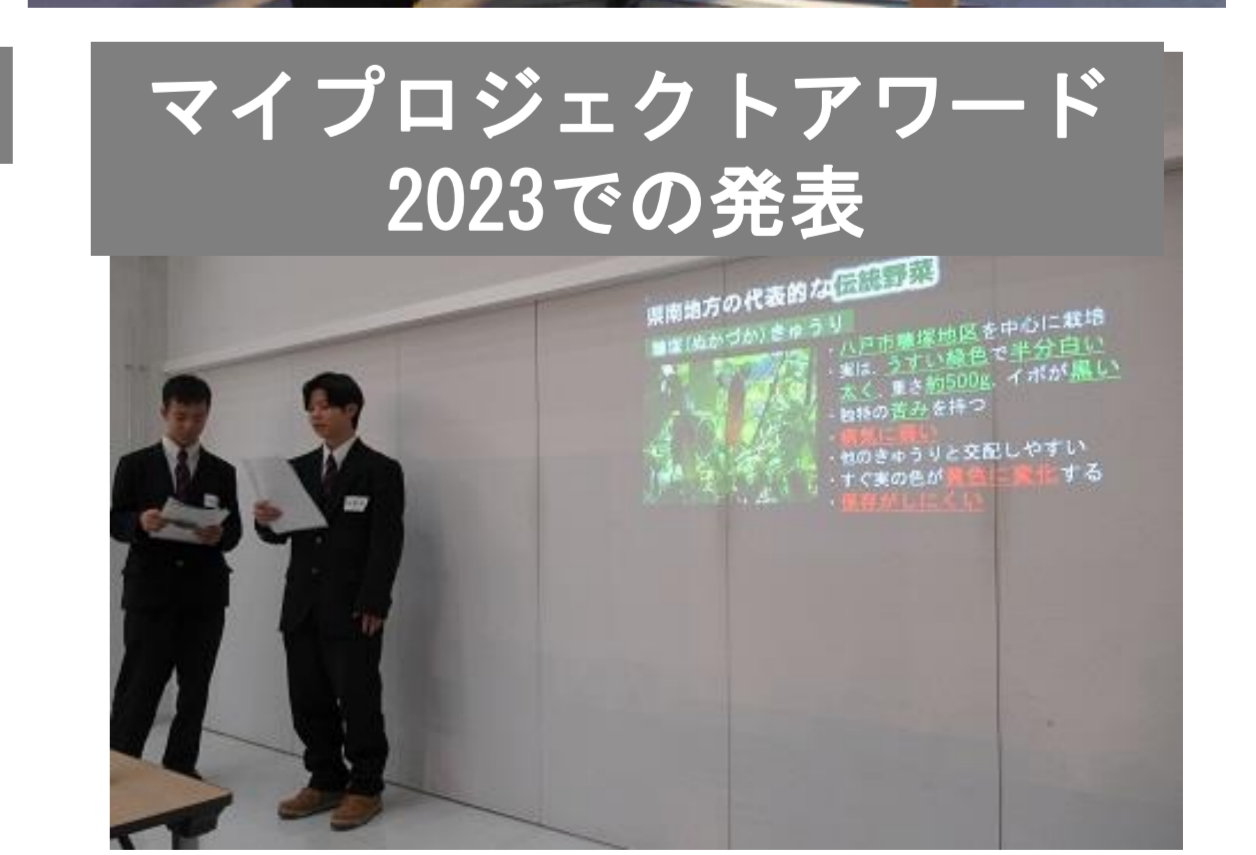 マイプロジェクトアワード
2023での発表
県南地方の代表的な伝統野菜
糠塚(ぬかづか)きゅうり
・八戸市糠塚地区を中心に栽培
・実は、うすい緑色で半分白い
太く、重さ約500g、イボが黒い
・独特の苦みを持つ
・病気に弱い
・他のきゅうりと交配しやすい
・すぐ実の色が黄色に変化する
・保存がしにくい